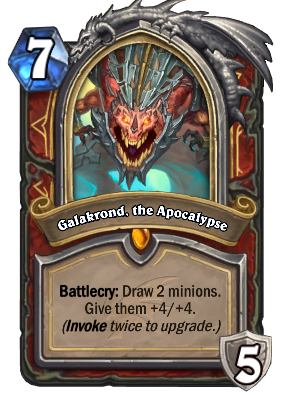 7
Galakrond, the Apocalypse
Battlecry: Draw 2 minions.
Give them +4/+4.
(Invoke twice to upgrade.)
5